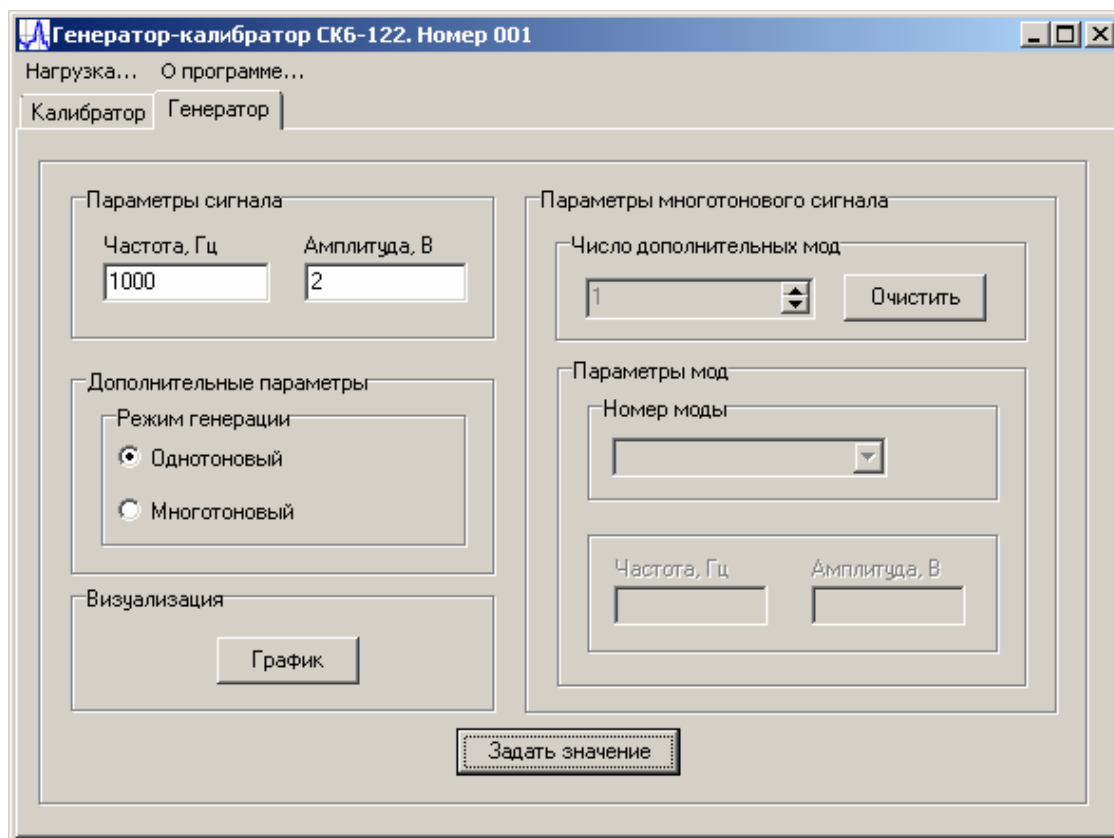 Генератор-калибратор СК6-122. Номер 001
Нагрузка... О программе...
Калибратор Генератор
Параметры сигнала
Частота, Гц Амплитуда, В
1000 2
Дополнительные параметры
Режим генерации
Однотоновый
Многотоновый
Визуализация
График
Параметры многотонового сигнала
Число дополнительных мод
1 Очистить
Параметры мод
Номер моды
Частота, Гц Амплитуда, В
Задать значение